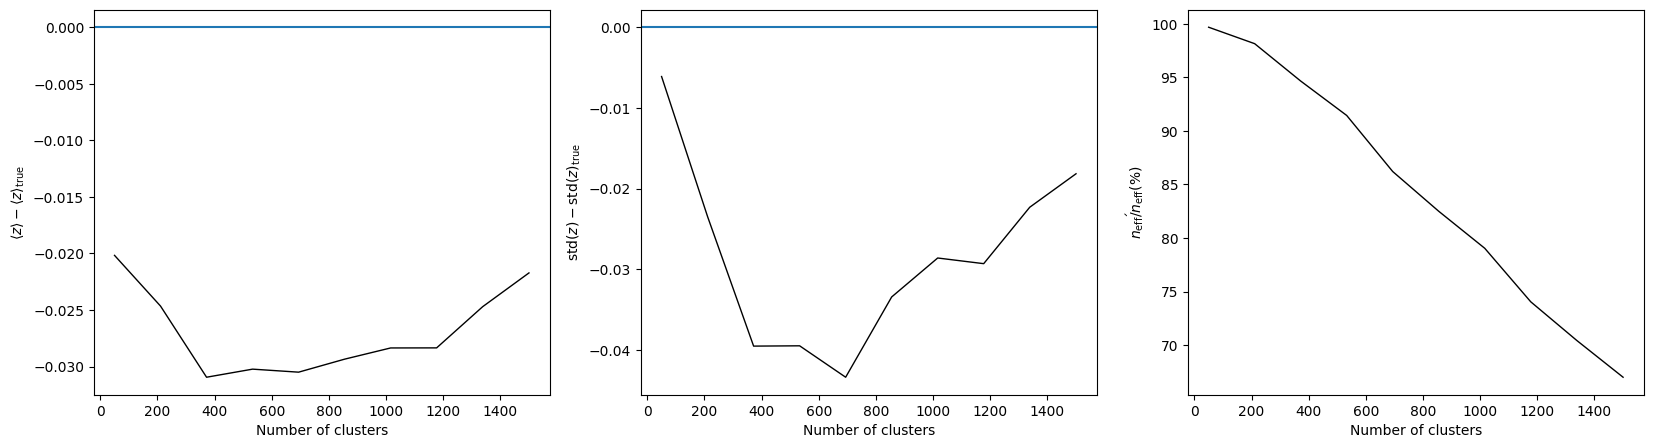 0.000
−0.005
−0.010
−0.015
−0.020
−0.025
−0.030
⟨z⟩ − ⟨z⟩true
0 200 400 600 800 1000 1200 1400
Number of clusters
0.00
−0.01
−0.02
−0.03
−0.04
std(z) − std(z)true
0 200 400 600 800 1000 1200 1400
Number of clusters
100
95
90
85
80
75
70
n′eff/neff(%)
0 200 400 600 800 1000 1200 1400
Number of clusters